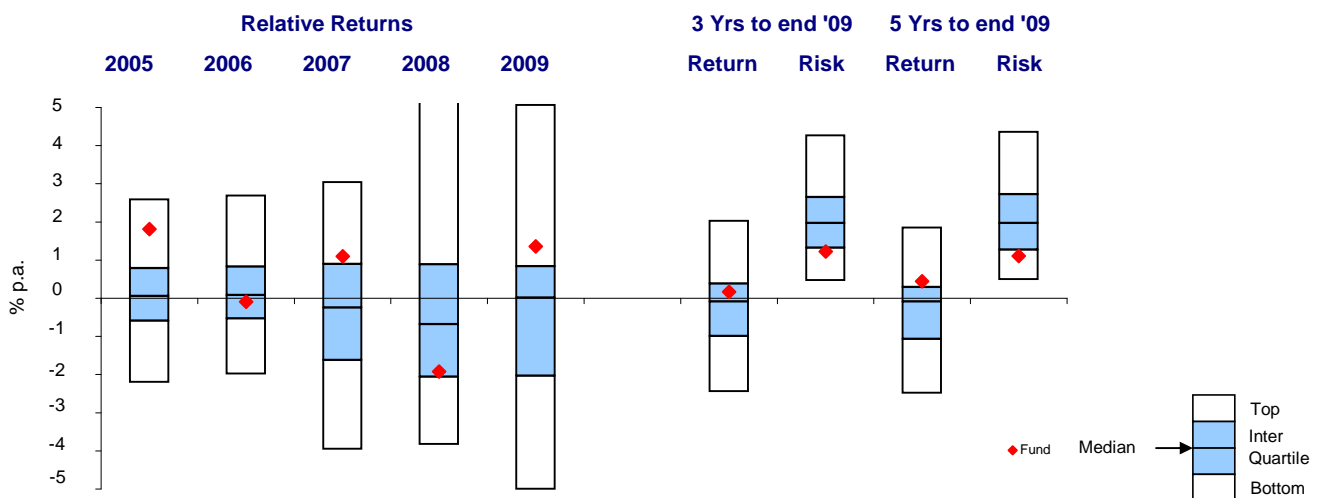 Relative Returns
3 Yrs to end '09
5 Yrs to end '09
2005
2006
2007
2008
2009
Return
Risk
Return
Risk
% p.a.
5
4
3
2
1
0
-1
-2
-3
-4
-5
Fund
Median
Top
Inter
Quartile
Bottom